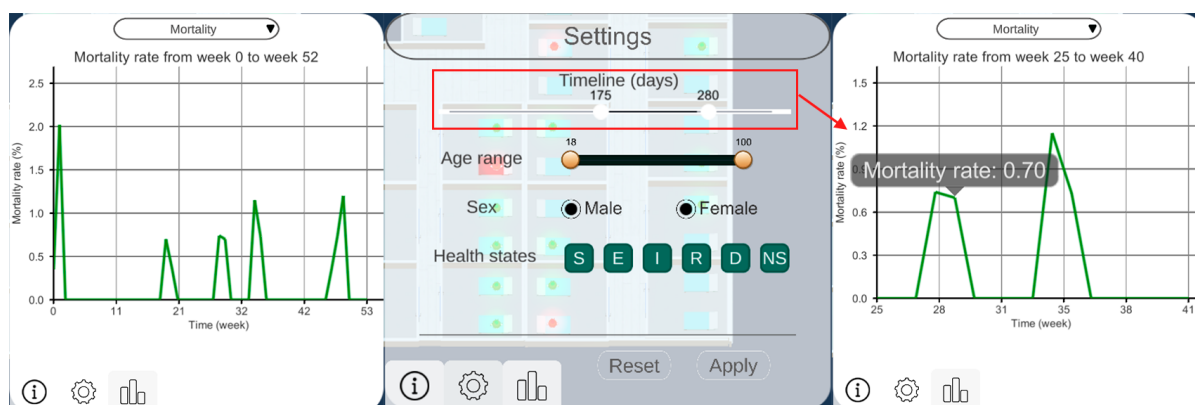 Mortality
Mortality rate from week 0 to week 52
2.5
2.0
1.5
1.0
0.5
0.0
Mortality rate (%)
0 11 21 32 42 53
Time (week)
i
Settings
Timeline (days)
175 280
Age range
18 100
Sex Male Female
Health states S E I R D NS
Reset Apply
i
Mortality
Mortality rate from week 25 to week 40
1.5
1.2
Mortality rate: 0.70
0.6
0.3
0.0
Mortality rate (%)
25 28 31 35 38 41
Time (week)
i